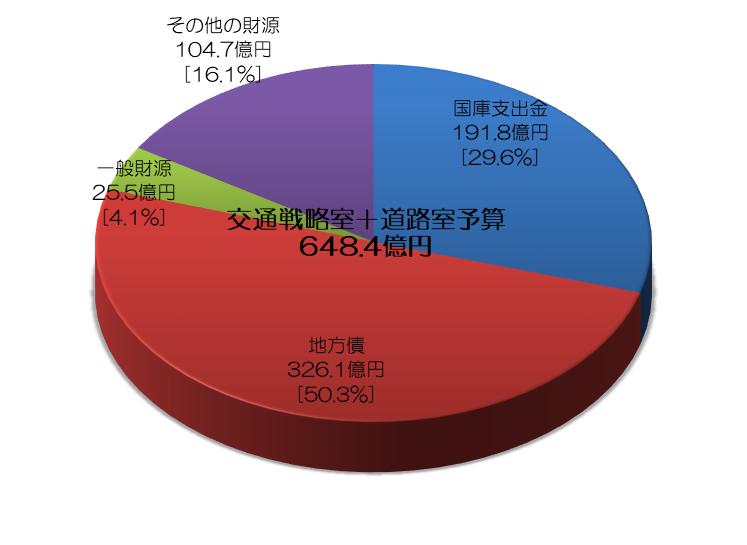 その他の財源
104.7億円
[16.1%]
国庫支出金
191.8億円
[29.6%]
一般財源
25.5億円
[4.1%]
交通戦略室＋道路室予算
648.4億円
地方債
326.1億円
[50.3%]